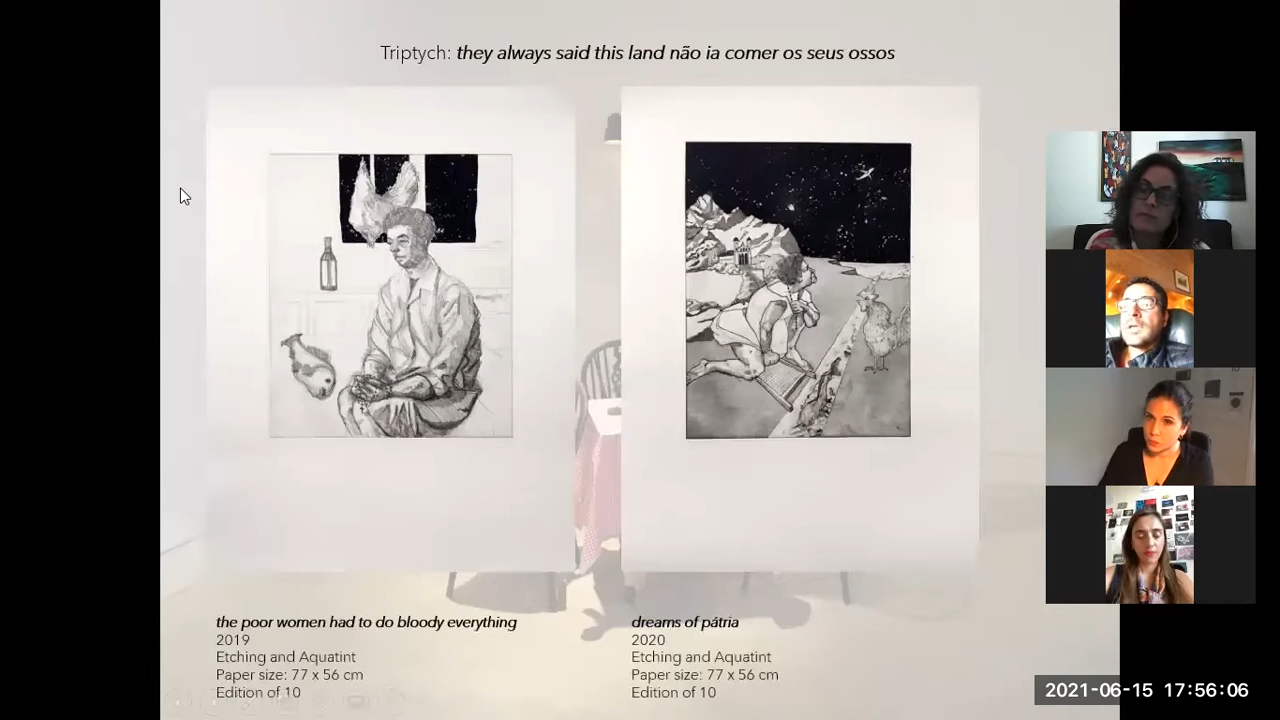 Triptych: they always said this land não ia comer os seus ossos
the poor women had to do bloody everything
2019
Etching and Aquatint
Paper size: 77 x 56 cm
Edition of 10
dreams of pátria
2020
Etching and Aquatint
Paper size: 77 x 56 cm
Edition of 10
2021-06-15 17:56:06